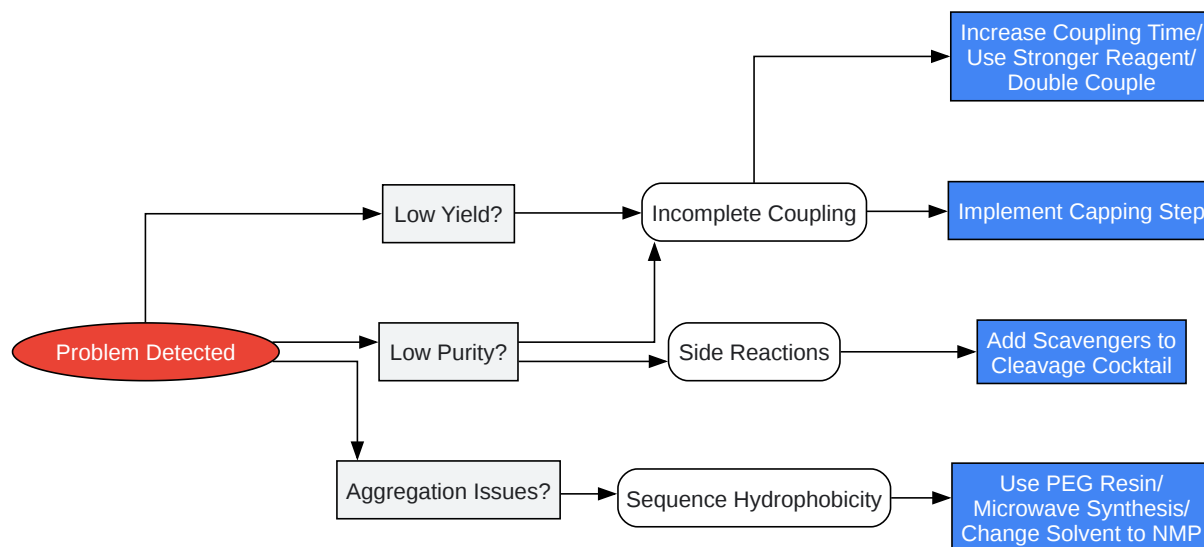 Increase Coupling Time/
Use Stronger Reagent/
Double Couple
Low Yield?
Incomplete Coupling
Implement Capping Step
Problem Detected
Low Purity?
Side Reactions
Add Scavengers to
Cleavage Cocktail
Aggregation Issues?
Sequence Hydrophobicity
Use PEG Resin/
Microwave Synthesis/
Change Solvent to NMP